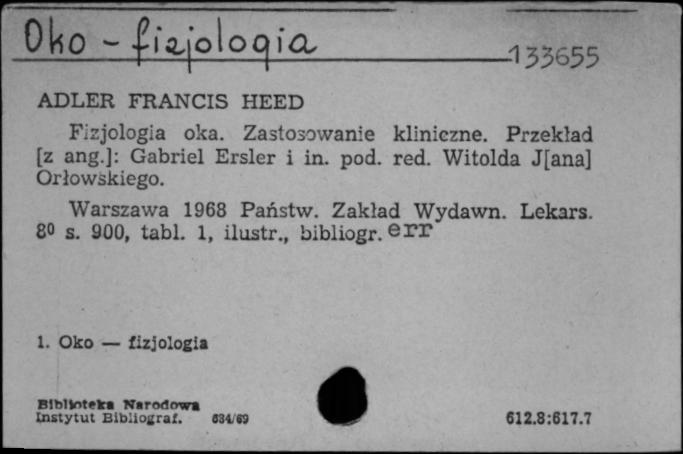 Oko - fizjologia
133655
ADLER FRANCIS HEED
Fizjologia oka. Zastosowanie kliniczne. Przekład
[z ang.]: Gabriel Ersler i in. pod. red. Witolda J[ana]
Orłowskiego.
Warszawa 1968 Państw. Zakład Wydawn. Lekars.
8⁰ s. 900, tabl. 1, ilustr., bibliogr. err
1. Oko — fizjologia
Biblioteka Narodowa
Instytut Bibliograf. 634/69
612.8:617.7